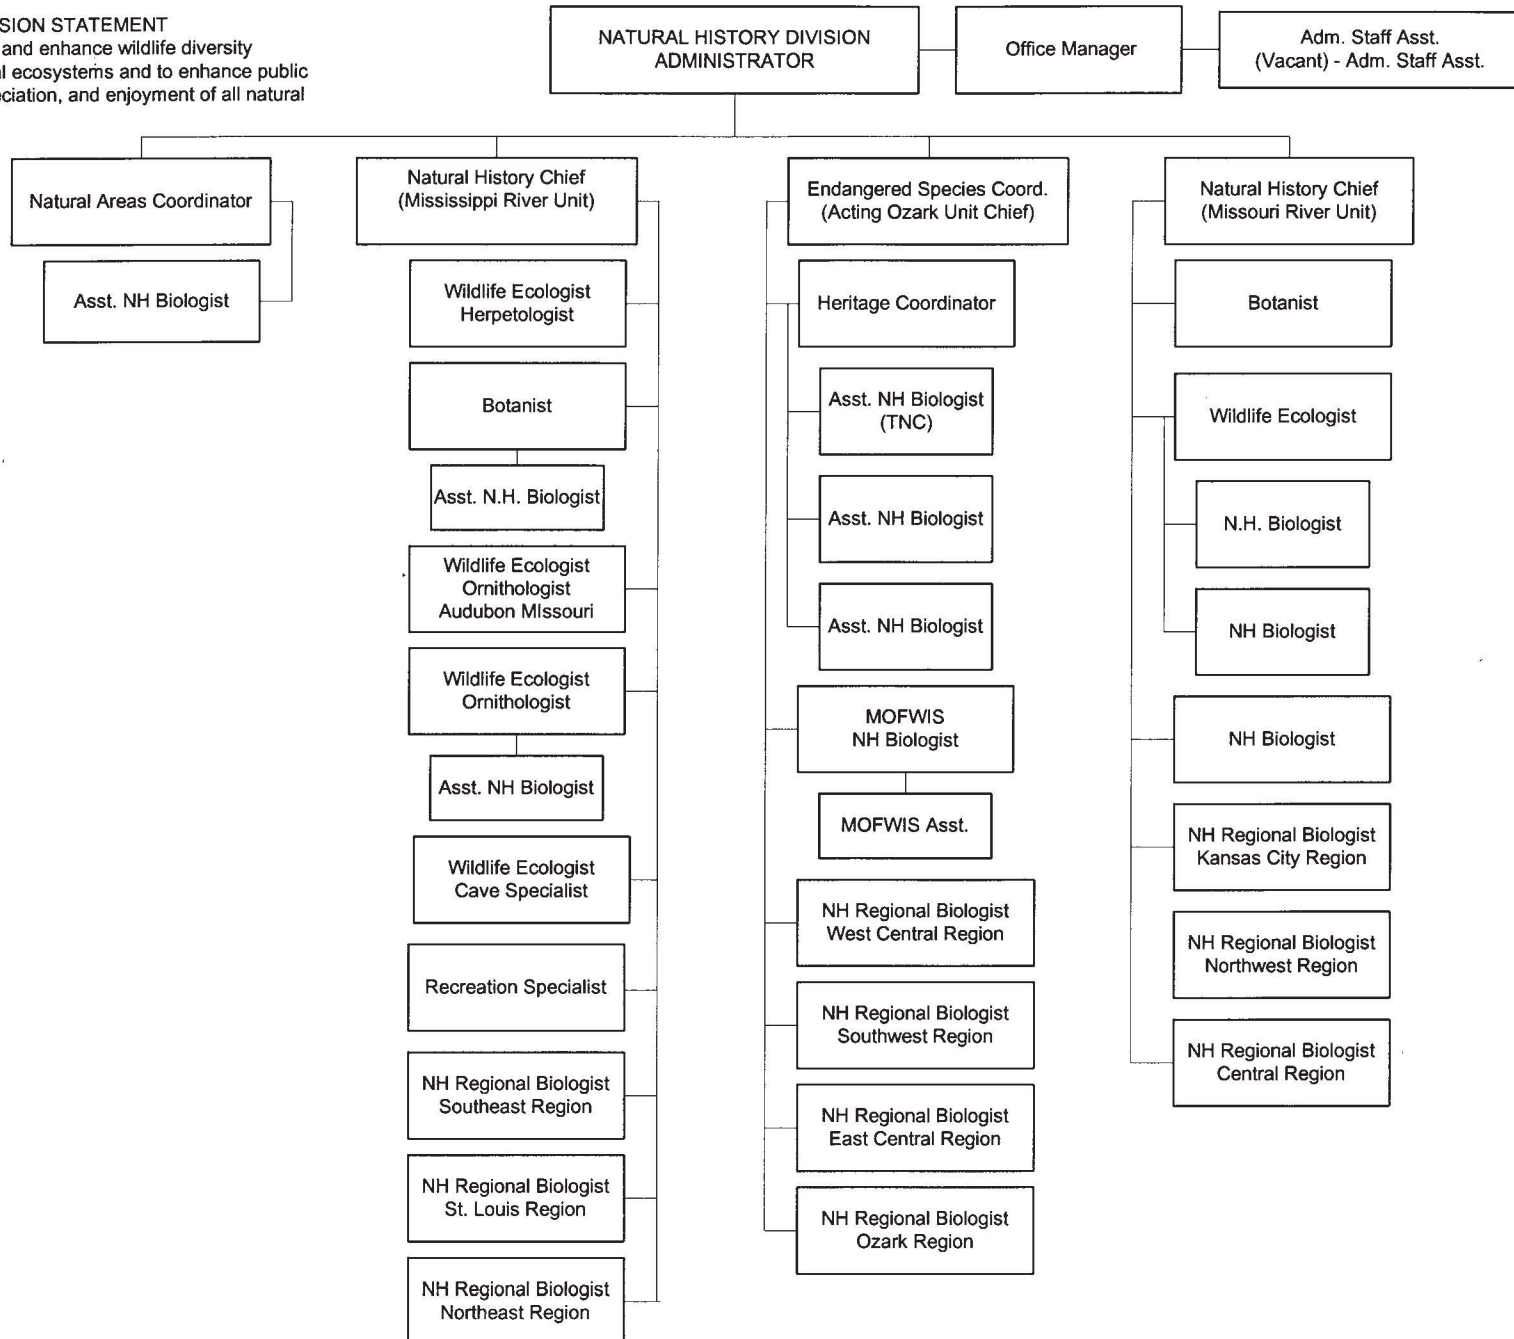 SION STATEMENT
and enhance wildlife diversity
al ecosystems and to enhance public
ciation, and enjoyment of all natural
NATURAL HISTORY DIVISION
ADMINISTRATOR
Office Manager
Adm. Staff Asst.
(Vacant) - Adm. Staff Asst.
Natural Areas Coordinator
Asst. NH Biologist
Natural History Chief
(Mississippi River Unit)
Wildlife Ecologist
Herpetologist
Botanist
Asst. N.H. Biologist
Wildlife Ecologist
Ornithologist
Audubon Missouri
Wildlife Ecologist
Ornithologist
Asst. NH Biologist
Wildlife Ecologist
Cave Specialist
Recreation Specialist
NH Regional Biologist
Southeast Region
NH Regional Biologist
St. Louis Region
NH Regional Biologist
Northeast Region
Endangered Species Coord.
(Acting Ozark Unit Chief)
Heritage Coordinator
Asst. NH Biologist
(TNC)
Asst. NH Biologist
Asst. NH Biologist
MOFWIS
NH Biologist
MOFWIS Asst.
NH Regional Biologist
West Central Region
NH Regional Biologist
Southwest Region
NH Regional Biologist
East Central Region
NH Regional Biologist
Ozark Region
Natural History Chief
(Missouri River Unit)
Botanist
Wildlife Ecologist
N.H. Biologist
NH Biologist
NH Biologist
NH Regional Biologist
Kansas City Region
NH Regional Biologist
Northwest Region
NH Regional Biologist
Central Region